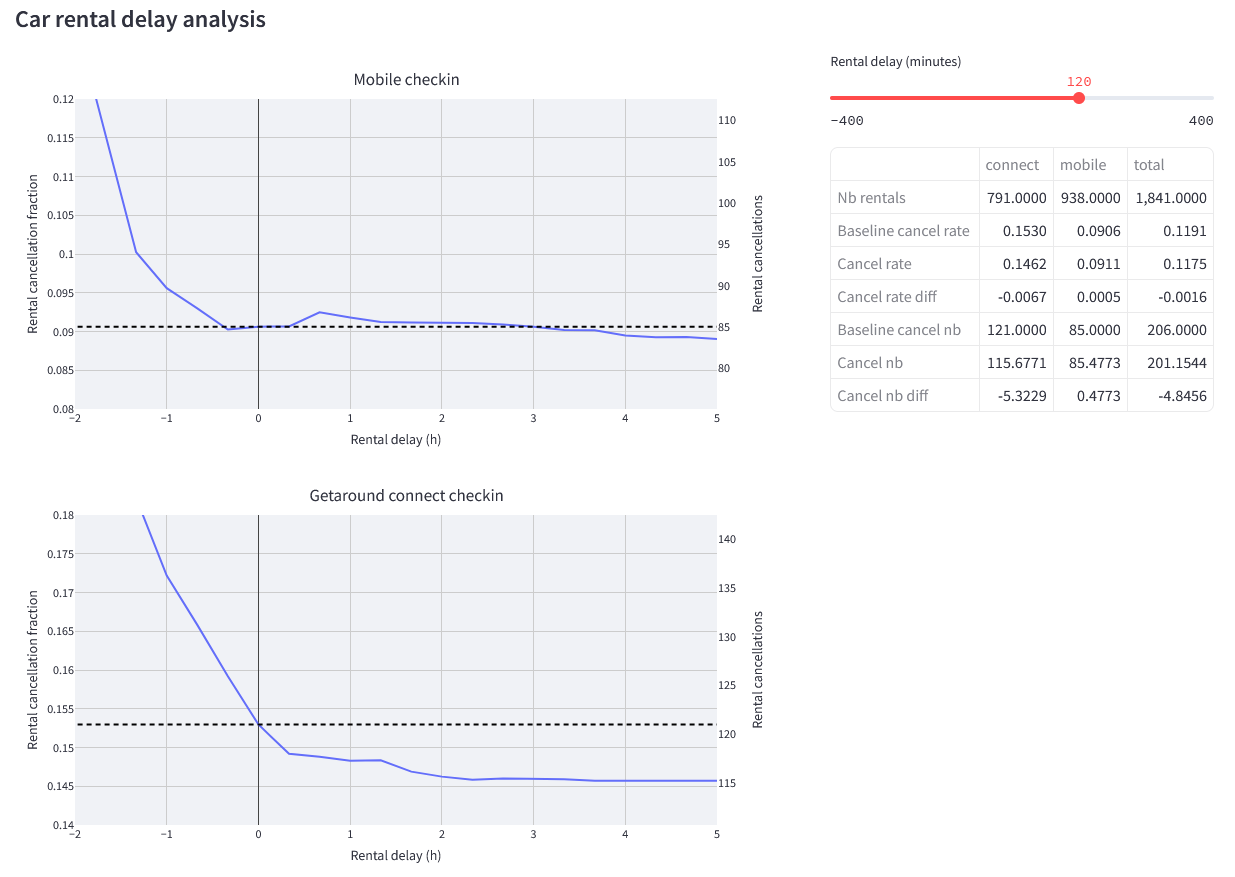 Car rental delay analysis
Mobile checkin
0.12
0.115
0.11
0.105
0.1
0.095
0.09
0.085
0.08
Rental cancellation fraction
110
105
100
95
90
85
80
Rental cancellations
−2 −1 0 1 2 3 4 5
Rental delay (h)
Getaround connect checkin
0.18
0.175
0.17
0.165
0.16
0.155
0.15
0.145
0.14
Rental cancellation fraction
140
135
130
125
120
115
Rental cancellations
−2 −1 0 1 2 3 4 5
Rental delay (h)
Rental delay (minutes)
120
-400 400
connect mobile total
Nb rentals 791.0000 938.0000 1,841.0000
Baseline cancel rate 0.1530 0.0906 0.1191
Cancel rate 0.1462 0.0911 0.1175
Cancel rate diff -0.0067 0.0005 -0.0016
Baseline cancel nb 121.0000 85.0000 206.0000
Cancel nb 115.6771 85.4773 201.1544
Cancel nb diff -5.3229 0.4773 -4.8456